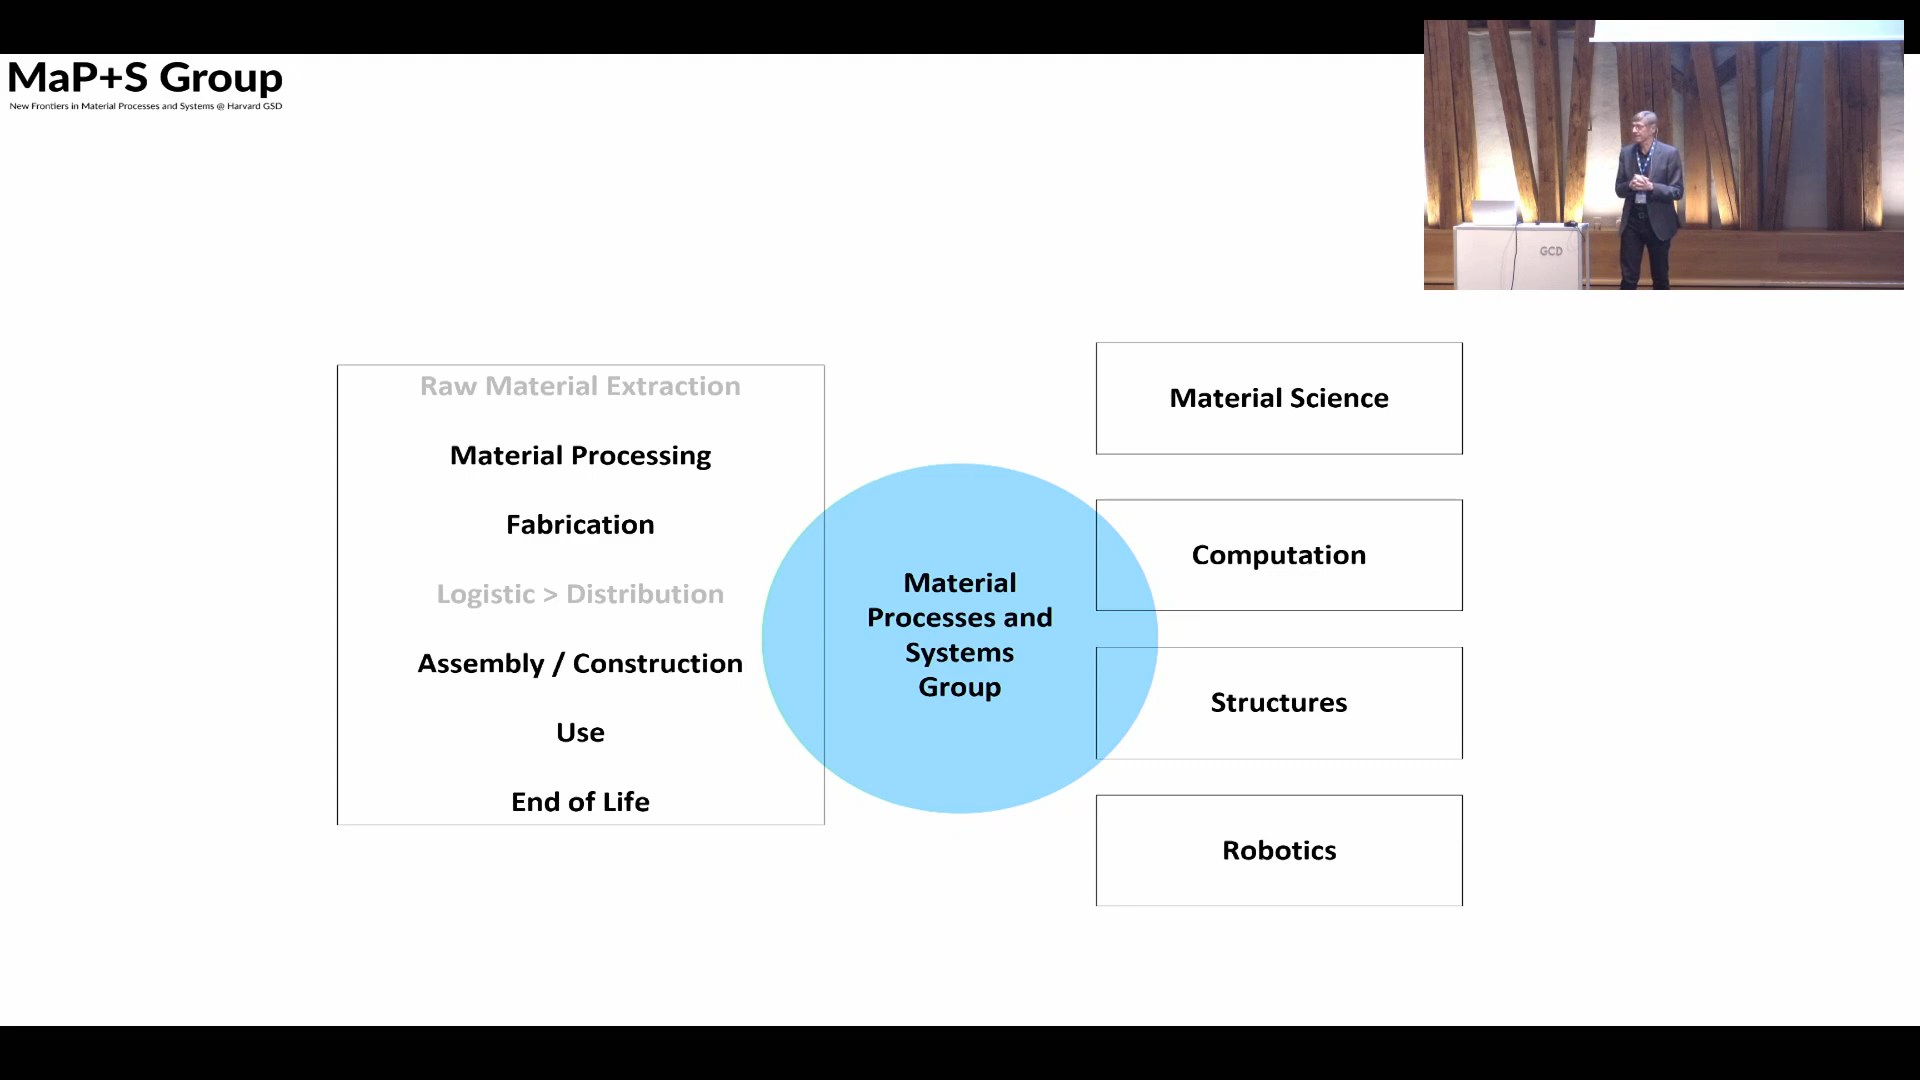 MaP+S Group
New Frontiers in Material Processes and Systems @ Harvard GSD
Raw Material Extraction
Material Processing
Fabrication
Logistic > Distribution
Assembly / Construction
Use
End of Life
Material
Processes and
Systems
Group
Material Science
Computation
Structures
Robotics
GCD